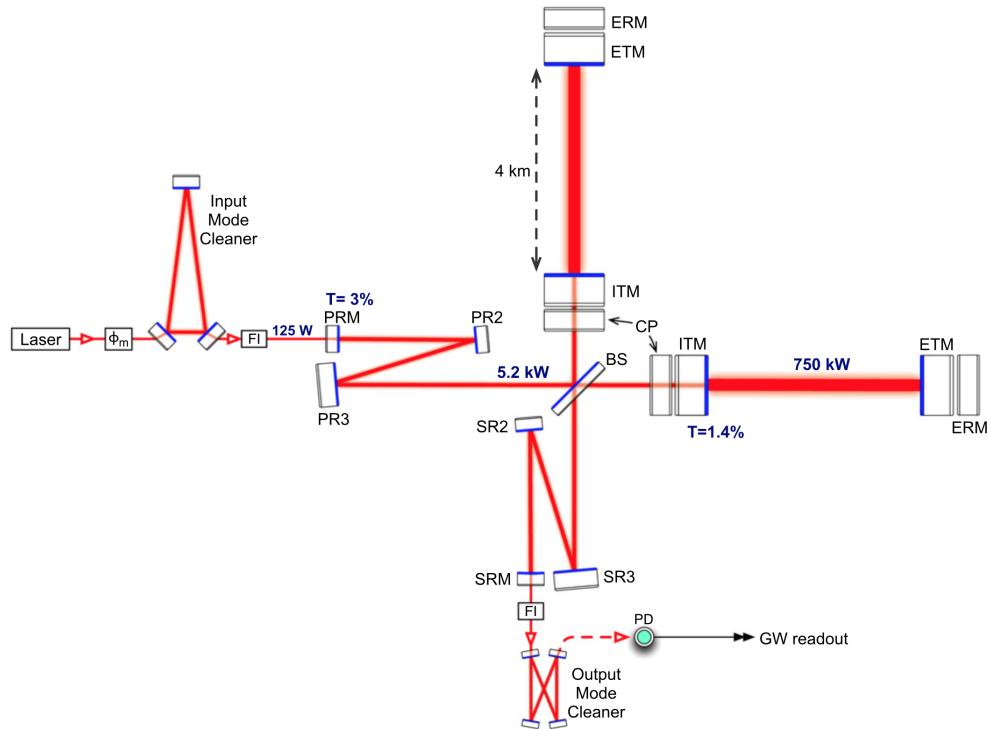 ERM
ETM
4 km
Input
Mode
Cleaner
ITM
T= 3%
PRM
PR2
CP
Laser
ϕm
FI
125 W
BS
ITM
ETM
5.2 kW
750 kW
PR3
SR2
T=1.4%
ERM
SRM
SR3
FI
PD
GW readout
Output
Mode
Cleaner